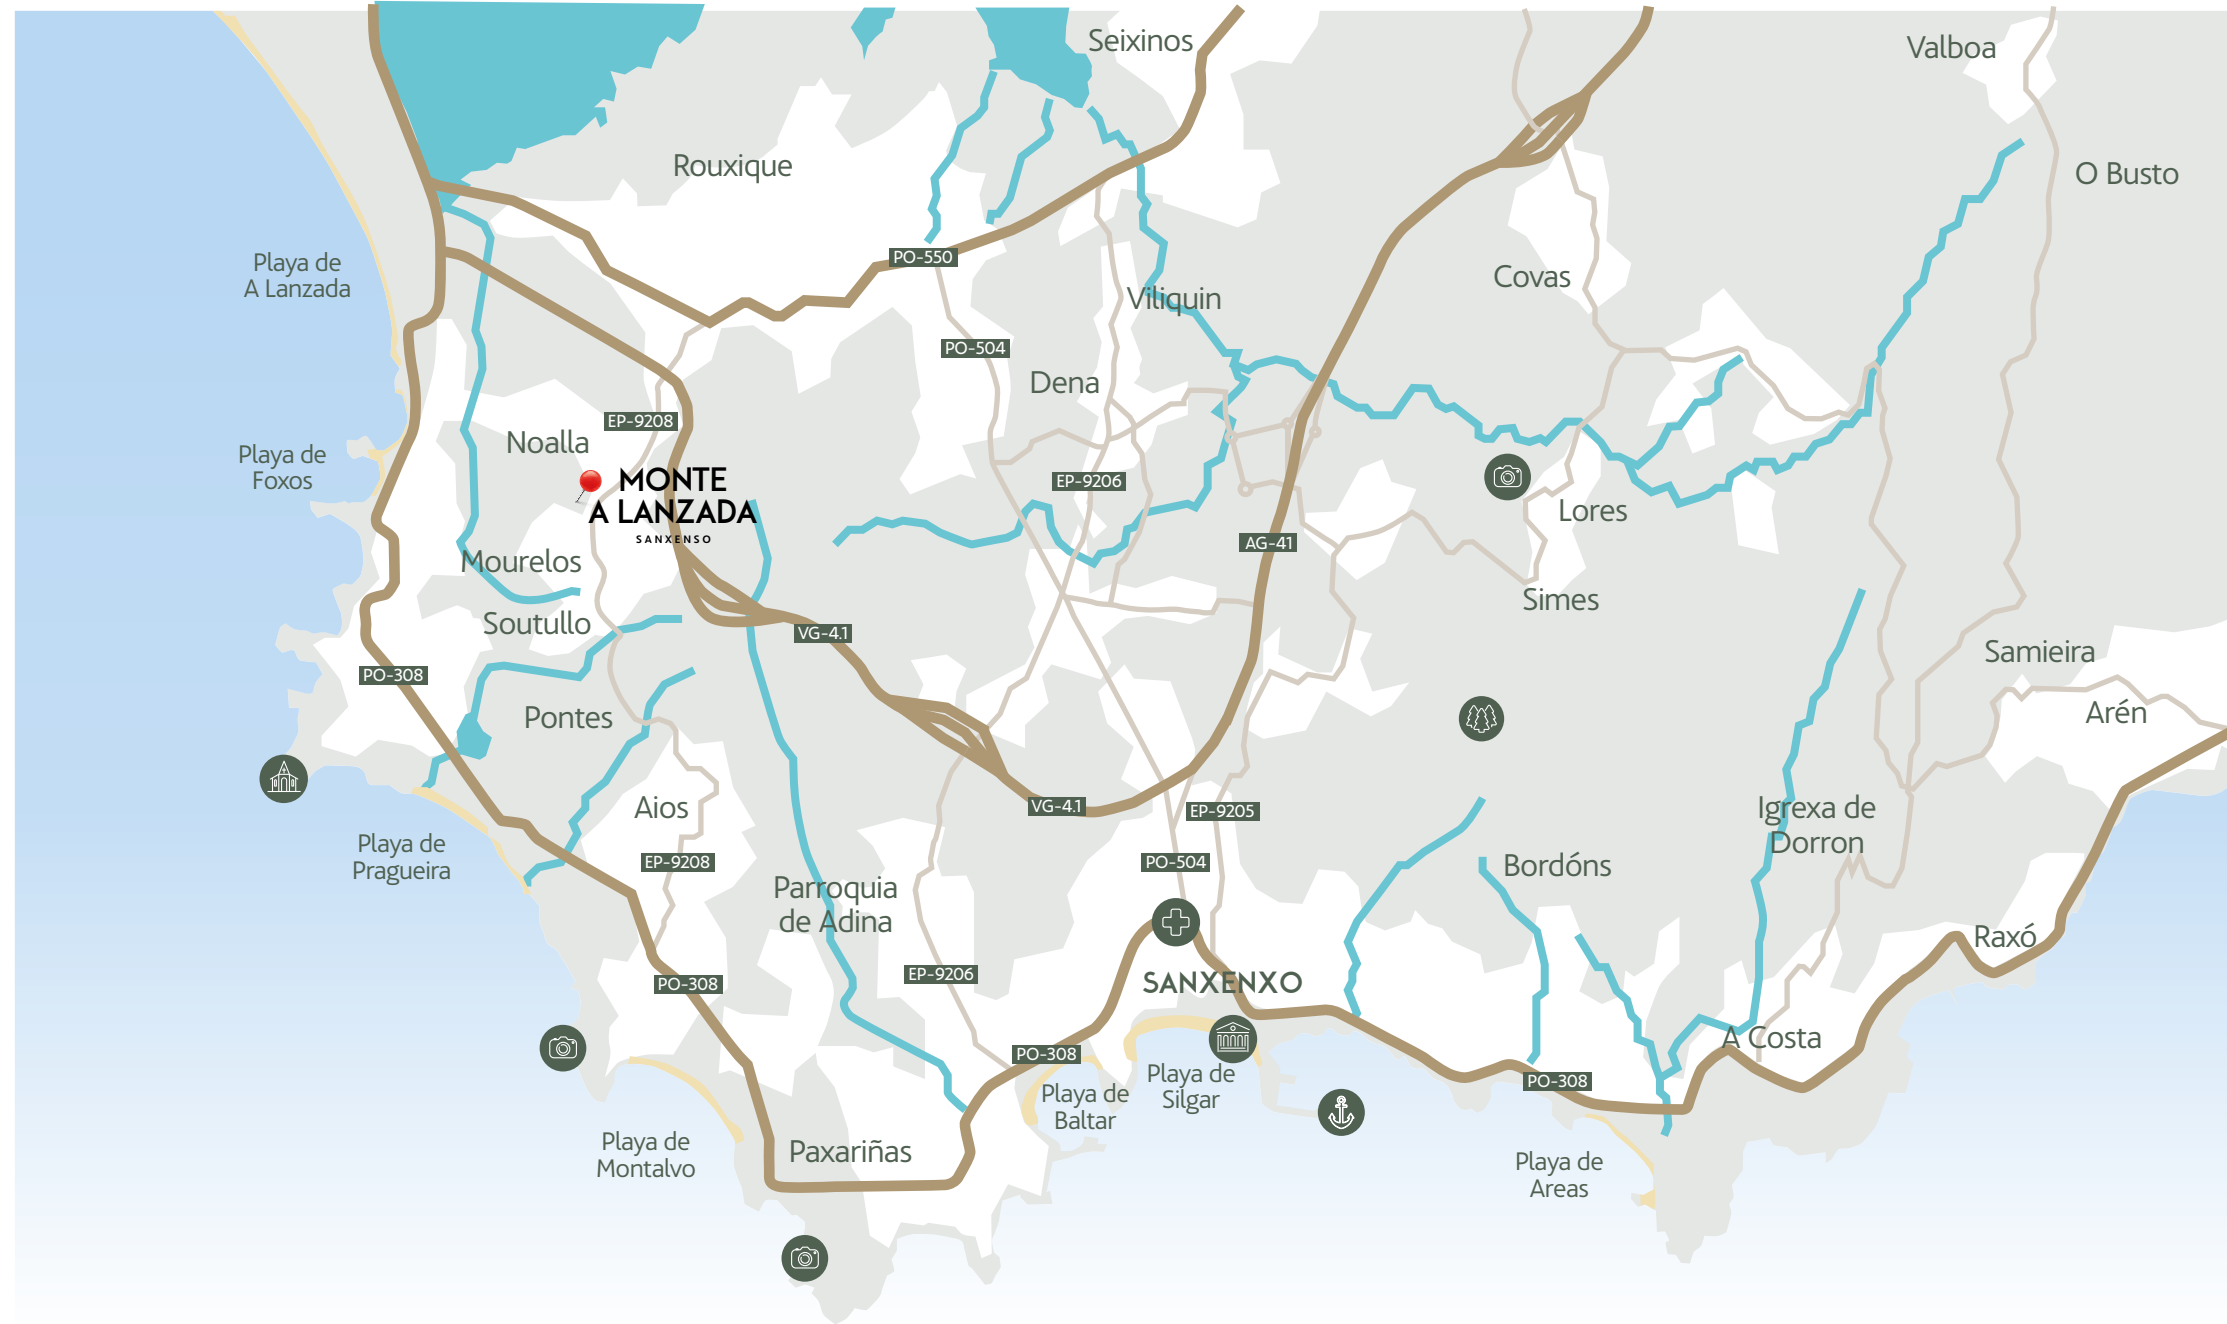 Seixinos
Valboa
Rouxique
O Busto
Playa de
A Lanzada
PO-550
Covas
Viliquin
PO-504
Dena
EP-9208
Noalla
Playa de
Foxos
MONTE
A LANZADA
SANXENSO
EP-9206
Lores
AG-41
Mourelos
Simes
Soutullo
VG-4.1
Samieira
PO-308
Pontes
Arén
Aios
VG-4.1
EP-9205
Igrexa de
Dorron
Playa de
Pragueira
EP-9208
PO-504
Bordóns
Parroquia
de Adina
Raxó
EP-9206
PO-308
SANXENXO
A Costa
PO-308
Playa de
Silgar
PO-308
Playa de
Baltar
Playa de
Montalvo
Paxariñas
Playa de
Areas